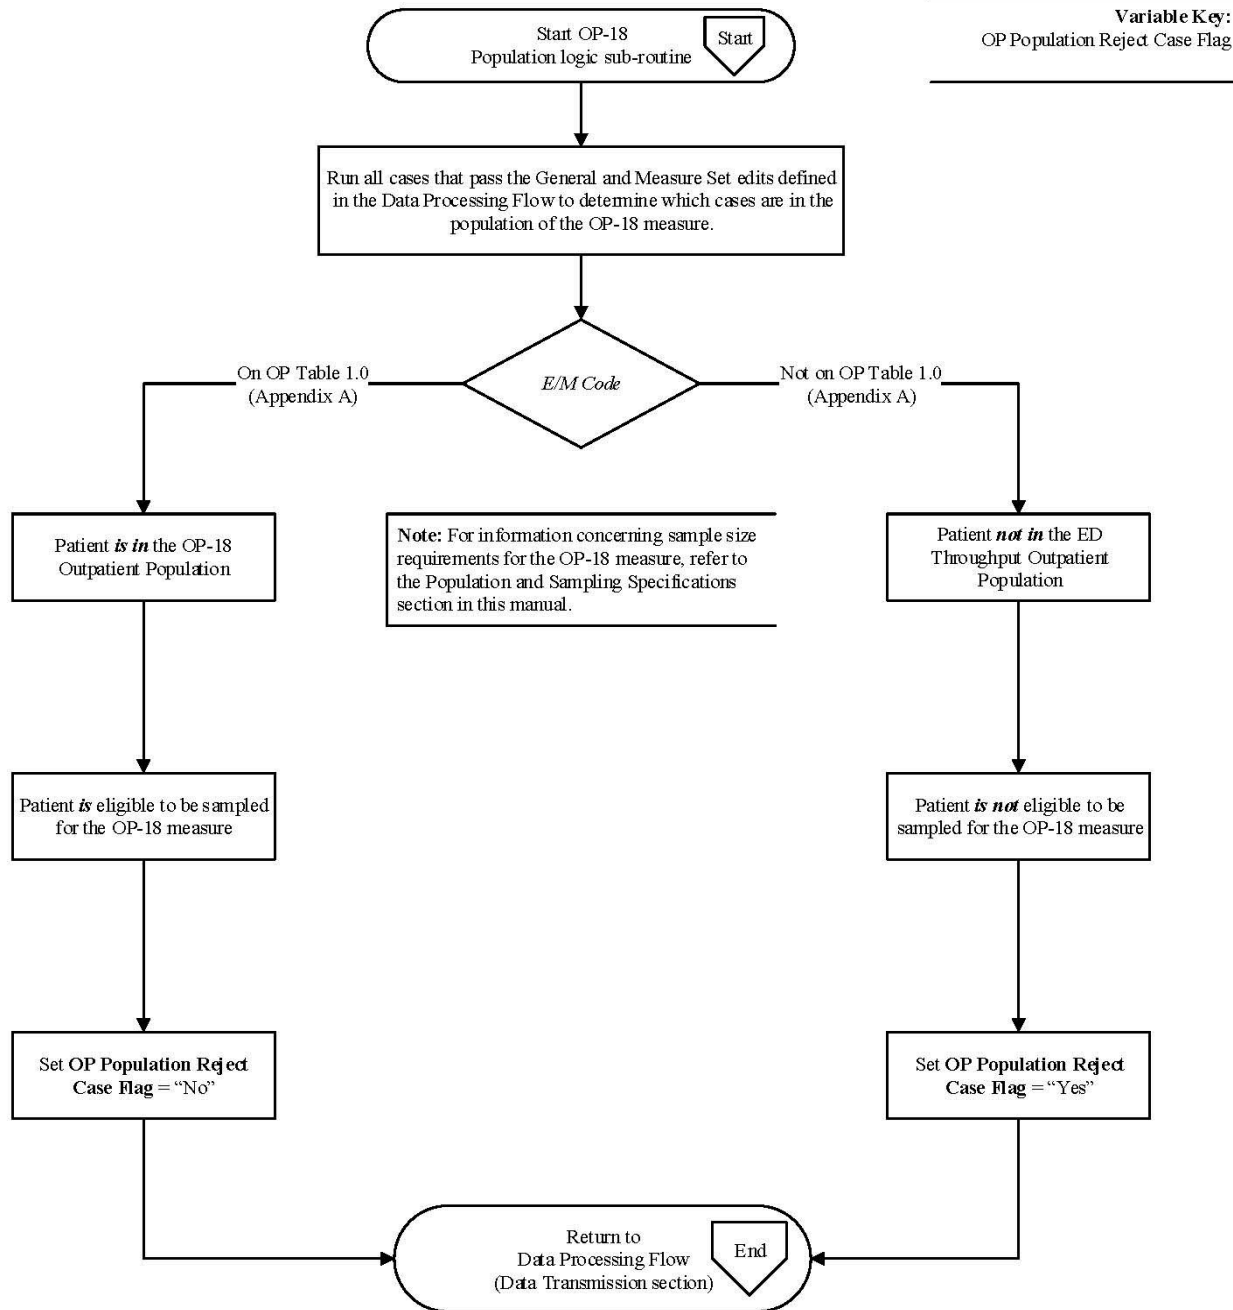 Start OP-18
Population logic sub-routine
Start
Variable Key:
OP Population Reject Case Flag
Run all cases that pass the General and Measure Set edits defined
in the Data Processing Flow to determine which cases are in the
population of the OP-18 measure.
E/M Code
On OP Table 1.0
(Appendix A)
Not on OP Table 1.0
(Appendix A)
Patient is in the OP-18
Outpatient Population
Note: For information concerning sample size
requirements for the OP-18 measure, refer to
the Population and Sampling Specifications
section in this manual.
Patient not in the ED
Throughput Outpatient
Population
Patient is eligible to be sampled
for the OP-18 measure
Patient is not eligible to be
sampled for the OP-18 measure
Set OP Population Reject
Case Flag = “No”
Set OP Population Reject
Case Flag = “Yes”
Return to
Data Processing Flow
(Data Transmission section)
End